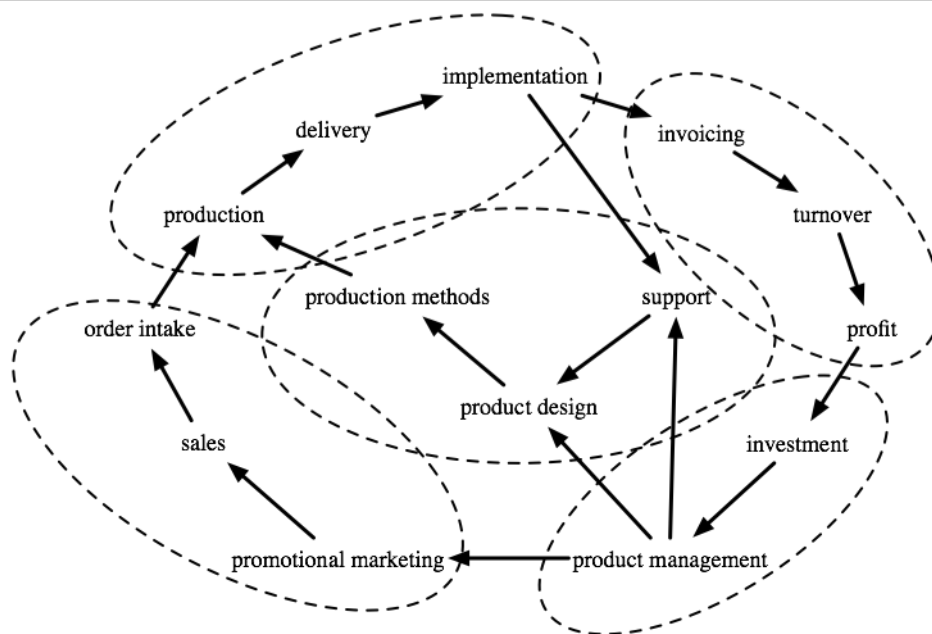 implementation
delivery
invoicing
production
turnover
production methods
support
order intake
profit
product design
sales
investment
promotional marketing
product management